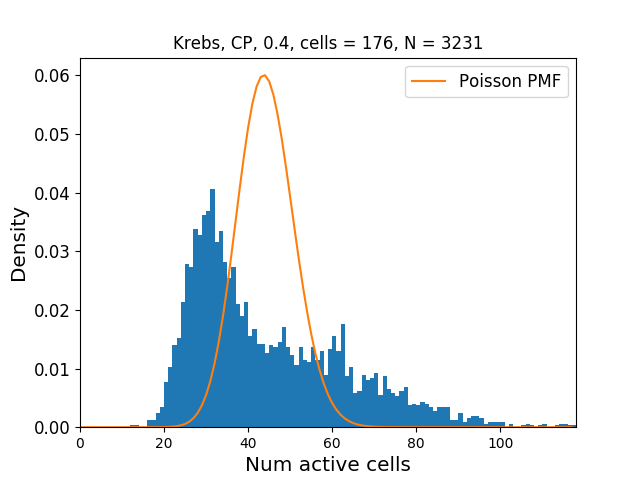 Krebs, CP, 0.4, cells = 176, N = 3231
Poisson PMF
0.06
0.05
0.04
0.03
0.02
0.01
0.00
Density
0 20 40 60 80 100
Num active cells